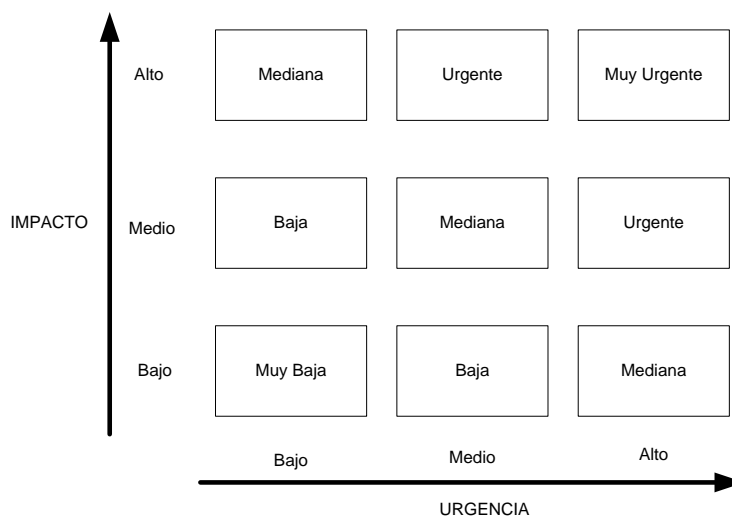 Alto Mediana Urgente Muy Urgente
IMPACTO Medio Baja Mediana Urgente
Bajo Muy Baja Baja Mediana
Bajo Medio Alto
URGENCIA